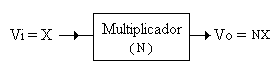 Vi = X
Multiplicador
(N)
Vo = NX